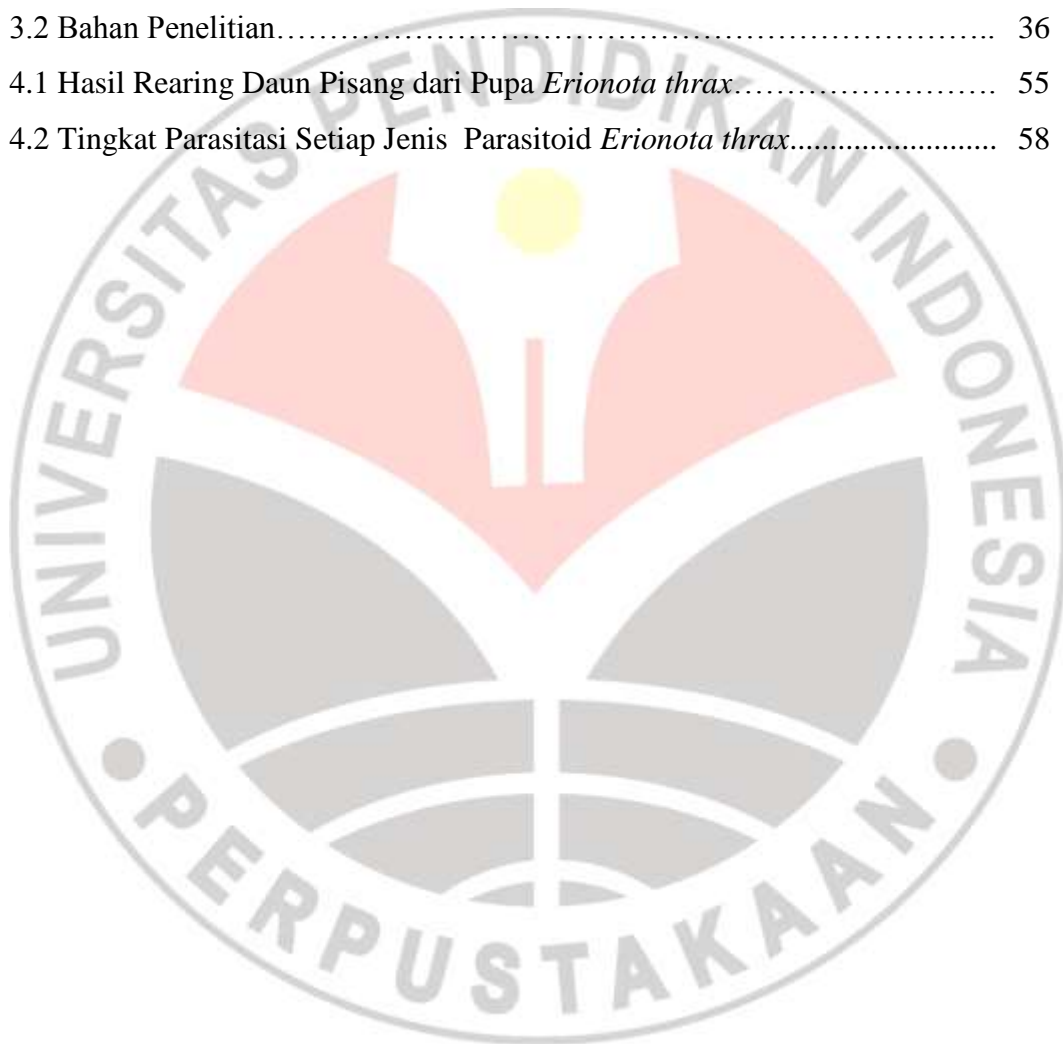 3.2 Bahan Penelitian…………………………………………………………….. 36
4.1 Hasil Rearing Daun Pisang dari Pupa Erionota thrax……………………. 55
4.2 Tingkat Parasitasi Setiap Jenis Parasitoid Erionota thrax......................... 58
UNIVERSITAS PENDIDIKAN INDONESIA
PERPUSTAKAAN